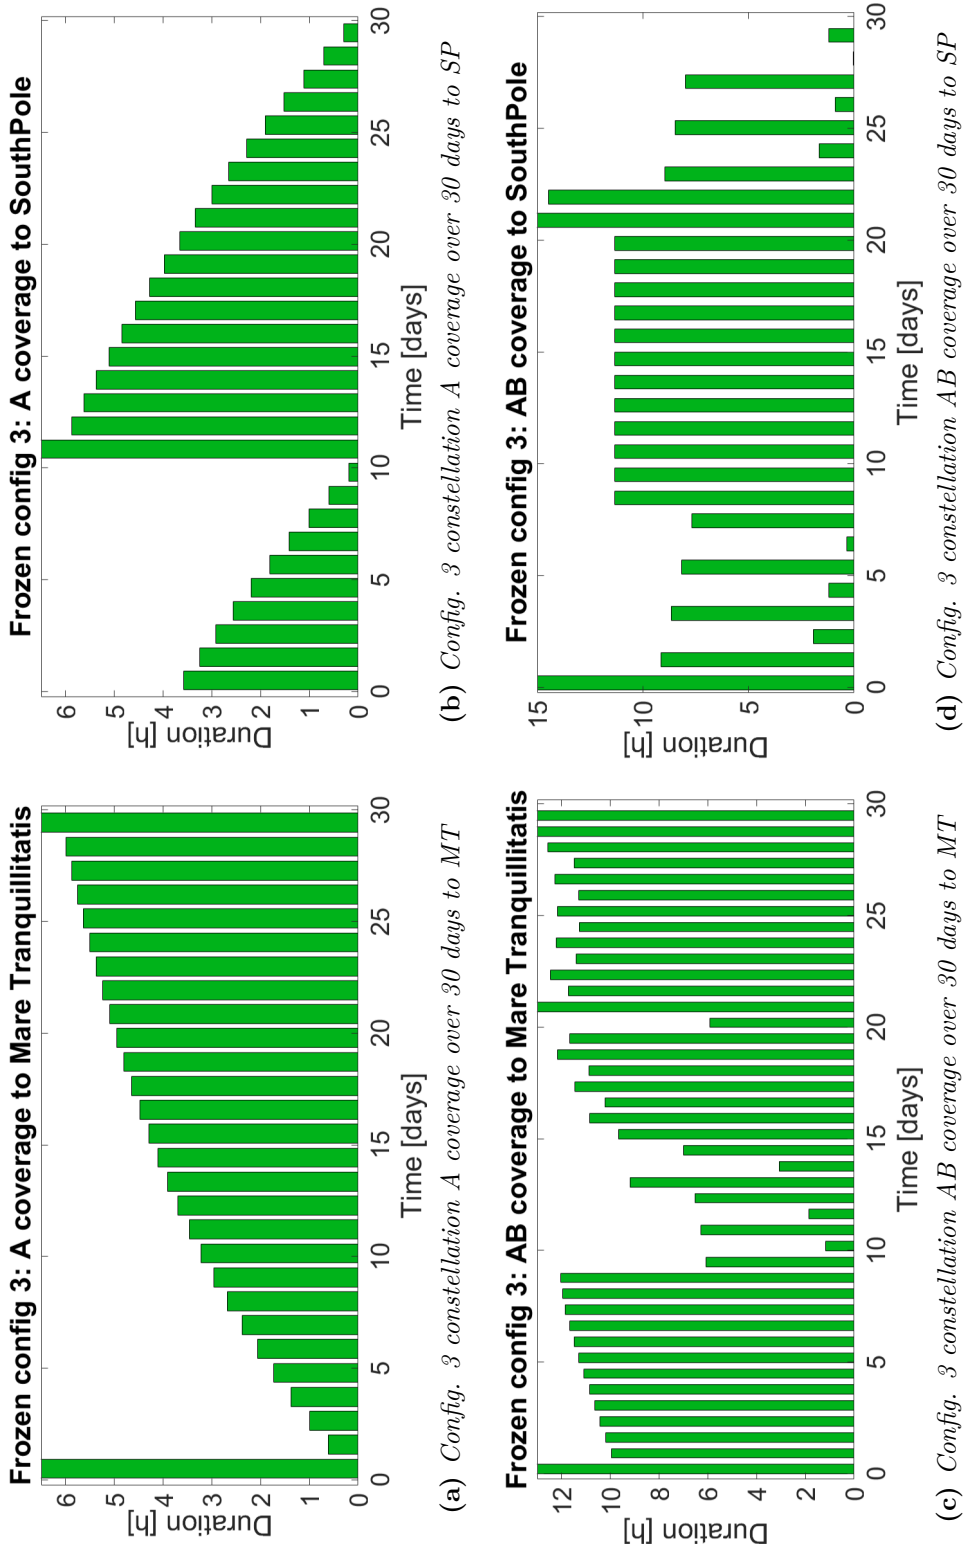 Frozen config 3: A coverage to Mare Tranquillitatis
Duration [h]
6
5
4
3
2
1
0
0 5 10 15 20 25 30
Time [days]
(a) Config. 3 constellation A coverage over 30 days to MT
Frozen config 3: A coverage to SouthPole
Duration [h]
6
5
4
3
2
1
0
0 5 10 15 20 25 30
Time [days]
(b) Config. 3 constellation A coverage over 30 days to SP
Frozen config 3: AB coverage to Mare Tranquillitatis
Duration [h]
12
10
8
6
4
2
0
0 5 10 15 20 25 30
Time [days]
(c) Config. 3 constellation AB coverage over 30 days to MT
Frozen config 3: AB coverage to SouthPole
Duration [h]
15
10
5
0
0 5 10 15 20 25 30
Time [days]
(d) Config. 3 constellation AB coverage over 30 days to SP